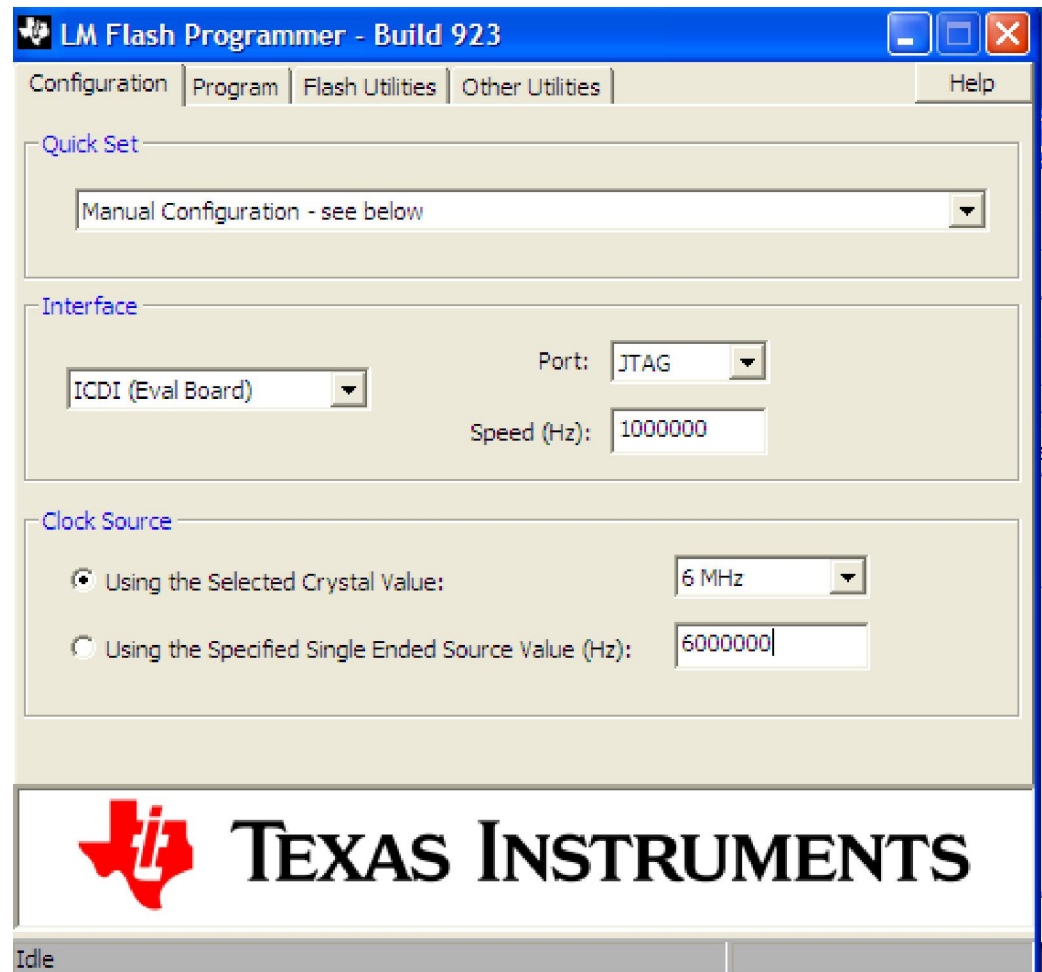 LM Flash Programmer - Build 923
Configuration Program Flash Utilities Other Utilities Help
Quick Set
Manual Configuration - see below
Interface
Port: JTAG
ICDI (Eval Board)
Speed (Hz): 1000000
Clock Source
Using the Selected Crystal Value: 6 MHz
Using the Specified Single Ended Source Value (Hz): 6000000
TEXAS INSTRUMENTS
Idle